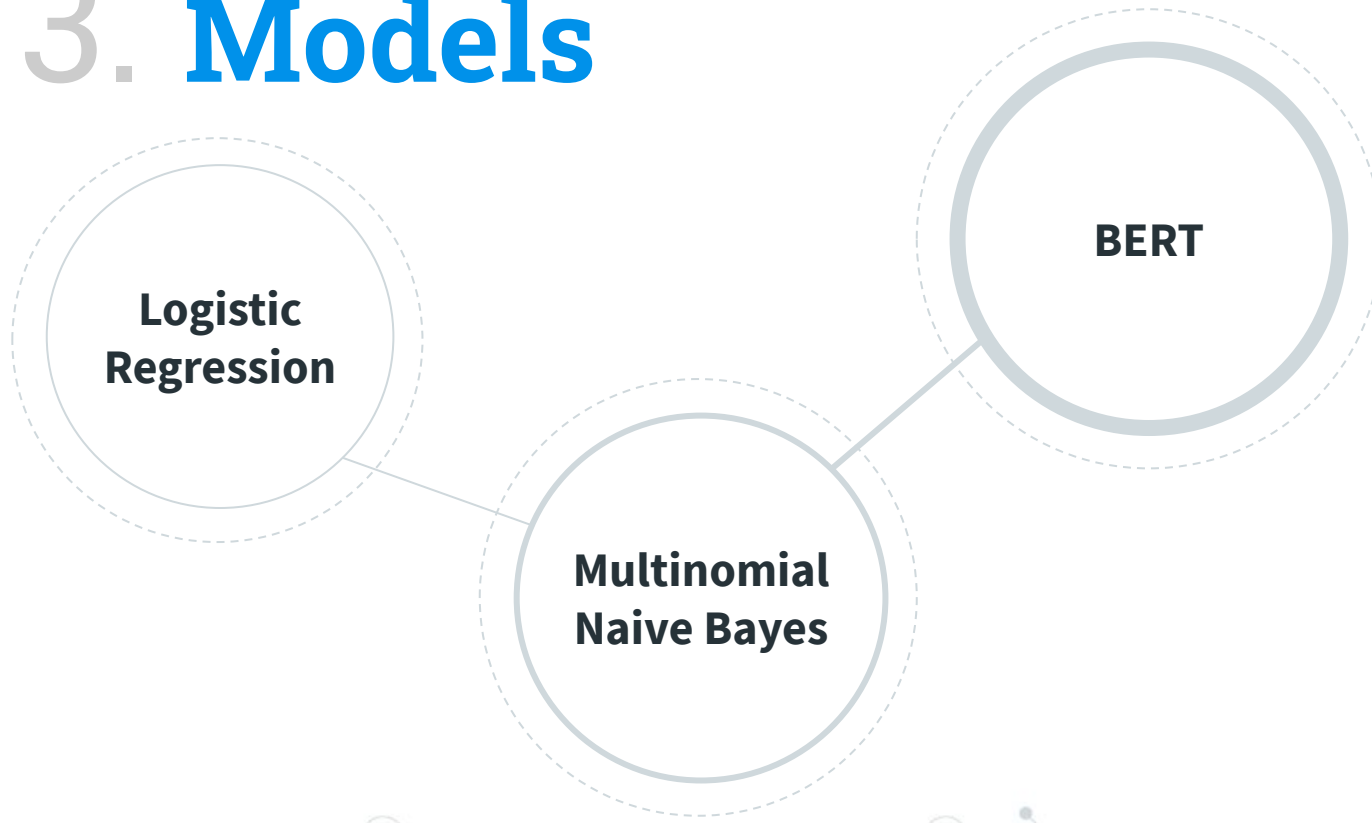 3. Models
Logistic
Regression
Multinomial
Naive Bayes
BERT